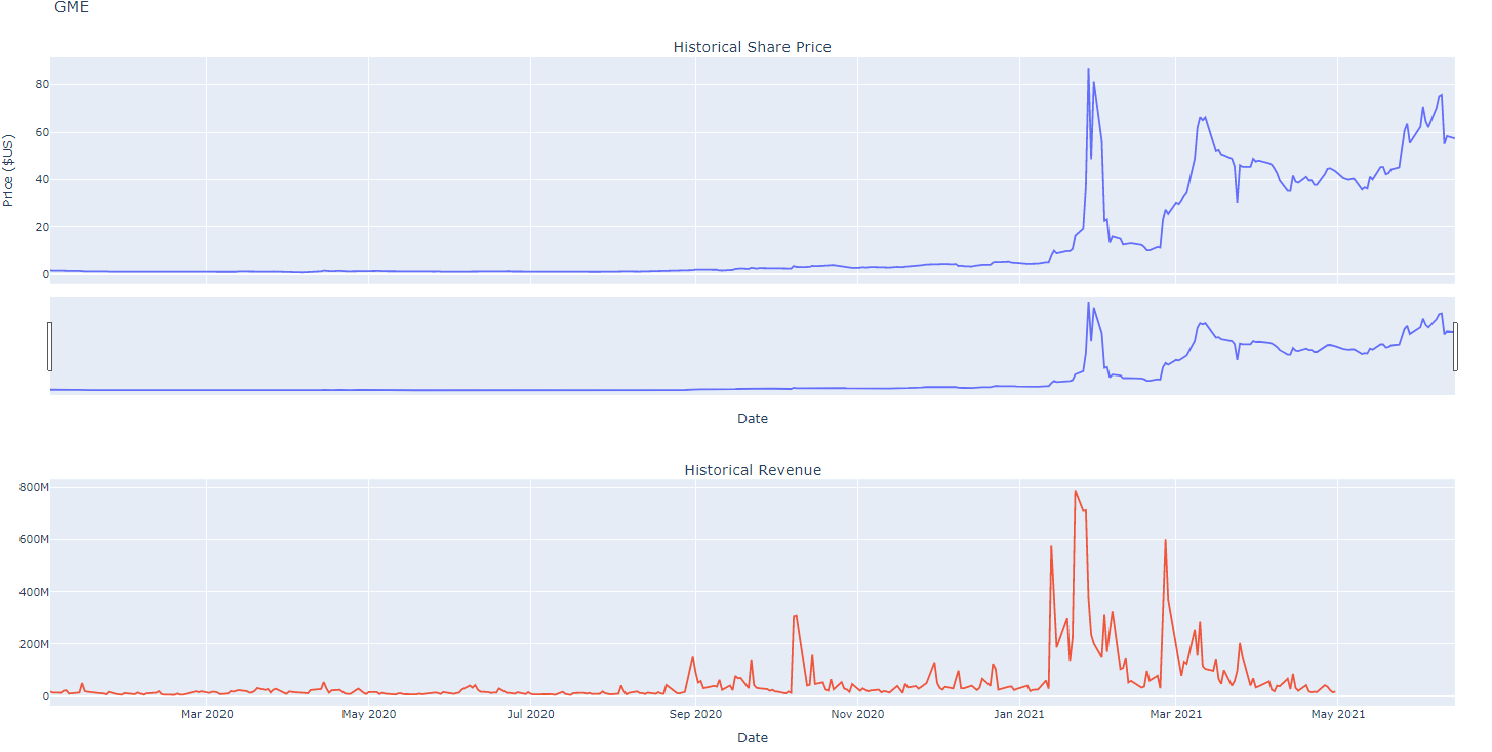 GME
Historical Share Price
Price ($US)
80
60
40
20
0
Date
Historical Revenue
800M
600M
400M
200M
0
Mar 2020
May 2020
Jul 2020
Sep 2020
Nov 2020
Jan 2021
Mar 2021
May 2021
Date